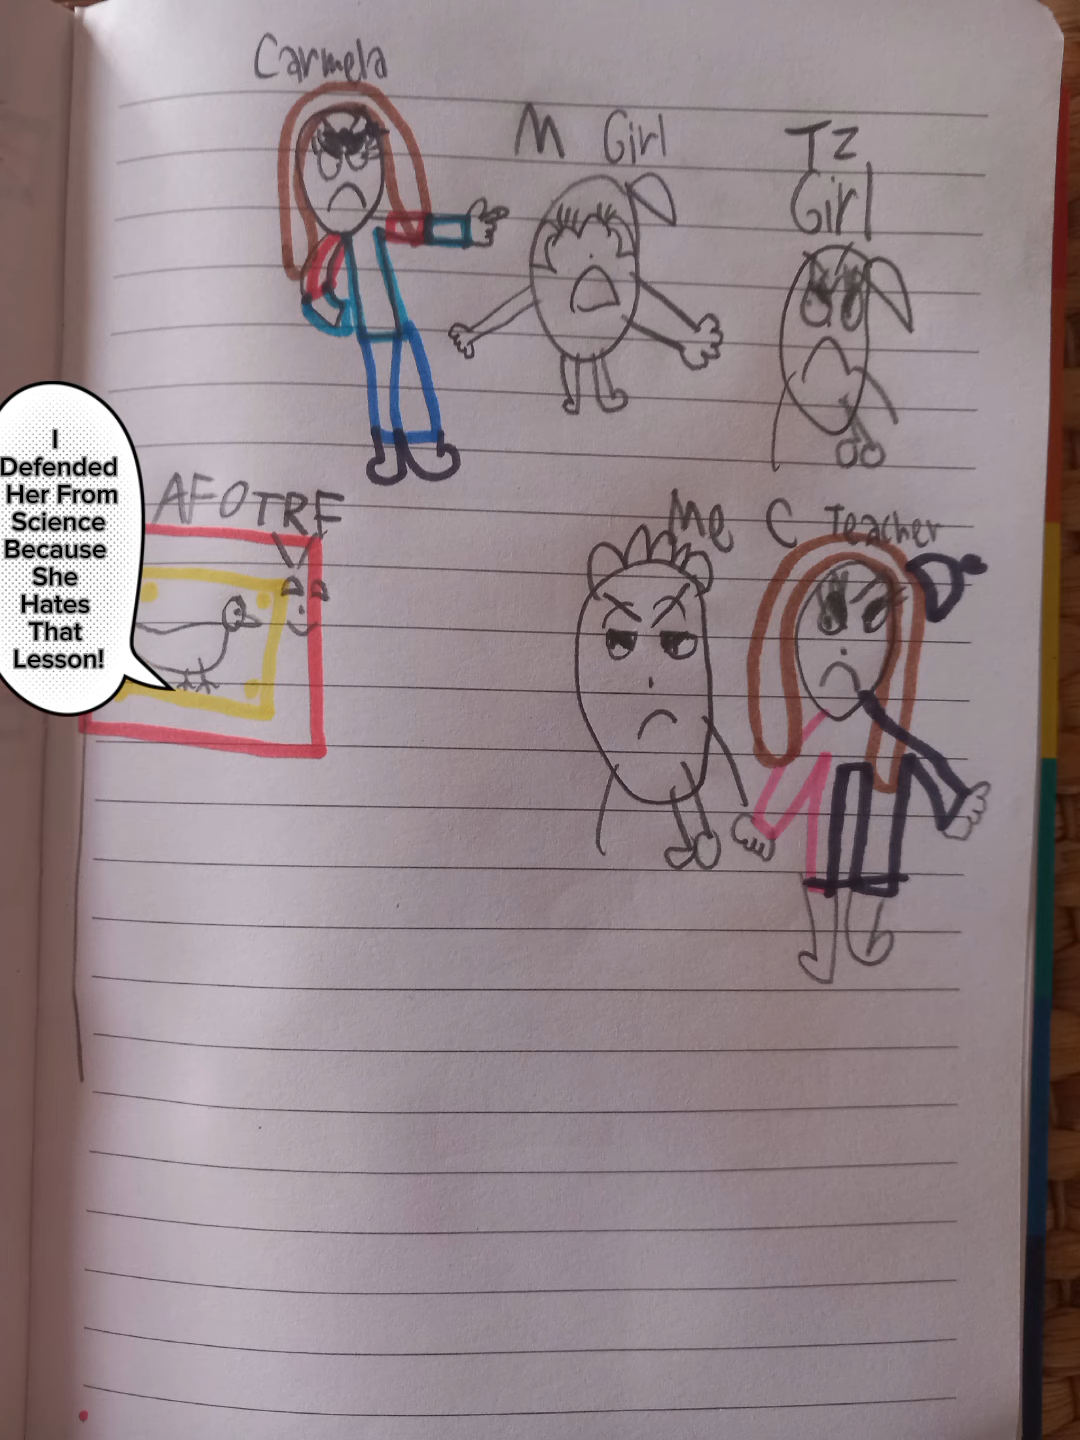 Carmela
M Girl
TZ
Girl
I
Defended
Her From
Science
Because
She
Hates
That
Lesson!
AFOTRF
Me
C Teacher